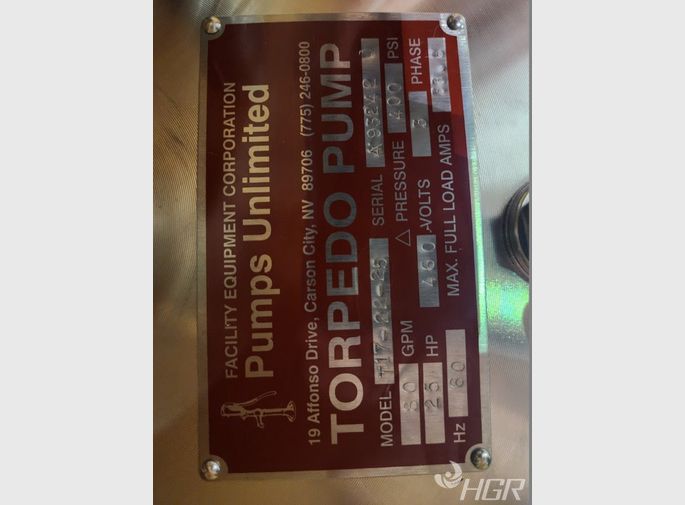 FACILITY EQUIPMENT CORPORATION
Pumps Unlimited
19 Affonso Drive, Carson City, NV 89706 (775) 246-0800
TORPEDO PUMP
MODEL SERIAL
GPM △ PRESSURE 400 PSI
25 HP 460 VOLTS 3 PHASE
Hz 60 MAX. FULL LOAD AMPS
HGR